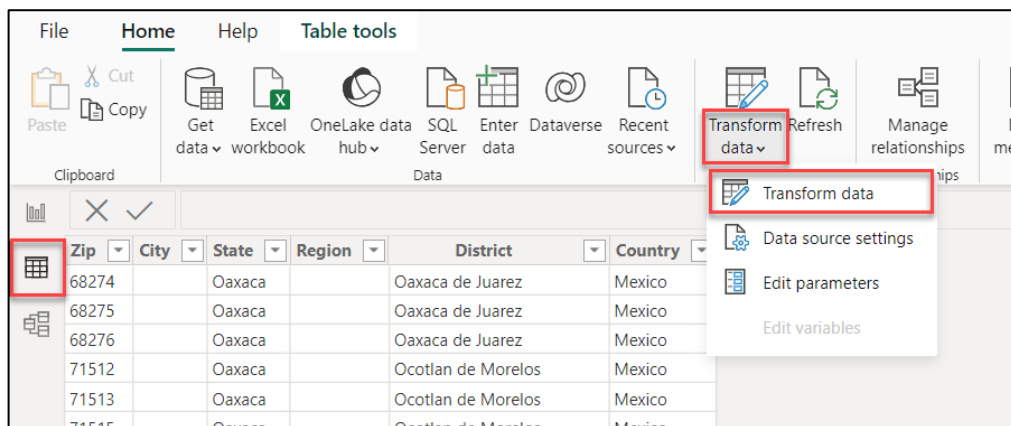 File Home Help Table tools
Paste
Cut
Copy
Clipboard
Get
data
Excel
workbook
OneLake data
hub
SQL
Server
Enter
data
Dataverse
Recent
sources
Data
Transform
data
Refresh
Manage
relationships
Transform data
Data source settings
Edit parameters
Edit variables
Zip City State Region District Country
68274 Oaxaca Oaxaca de Juarez Mexico
68275 Oaxaca Oaxaca de Juarez Mexico
68276 Oaxaca Oaxaca de Juarez Mexico
71512 Oaxaca Ocotlan de Morelos Mexico
71513 Oaxaca Ocotlan de Morelos Mexico